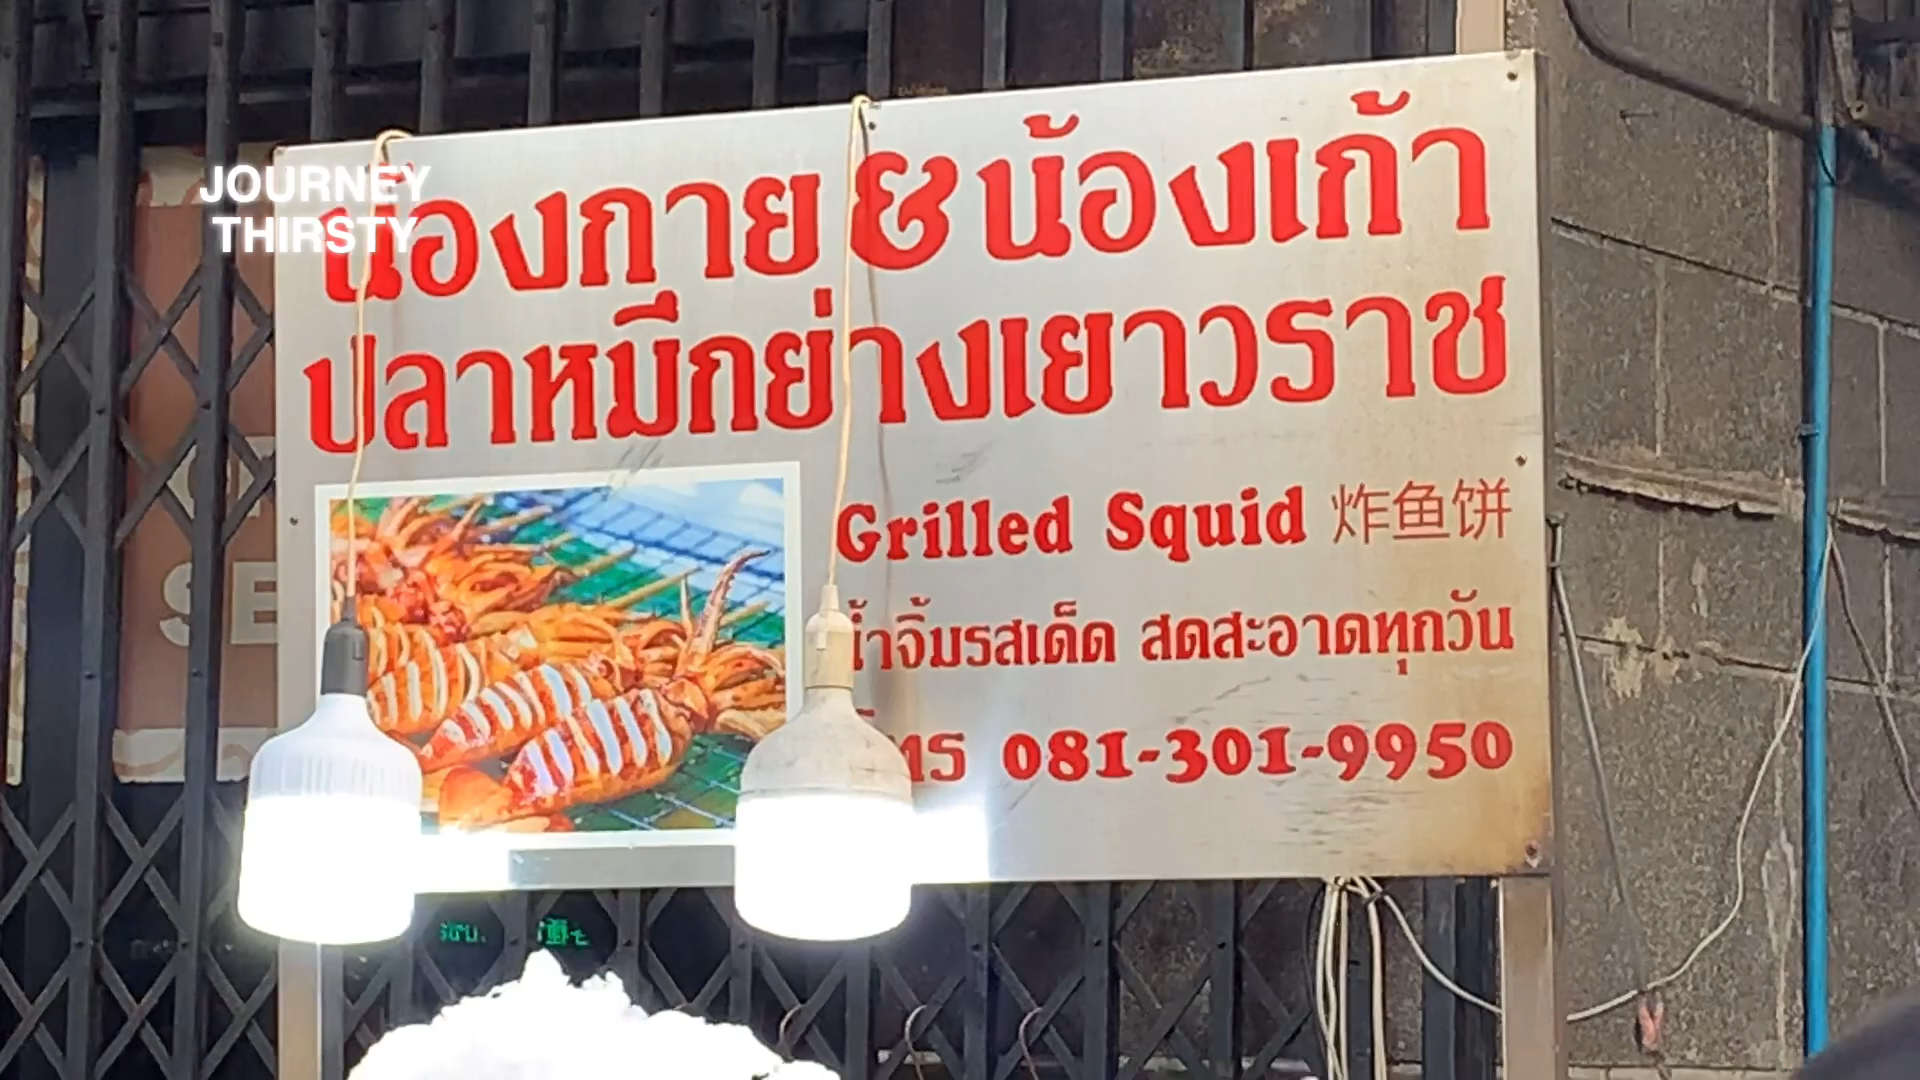 JOURNEY
THIRSTY
น้องกาย & น้องเก้า
ปลาหมึกย่างเยาวราช
Grilled Squid 炸鱼饼
น้ำจิ้มรสเด็ด สดสะอาดทุกวัน
โทร 081-301-9950